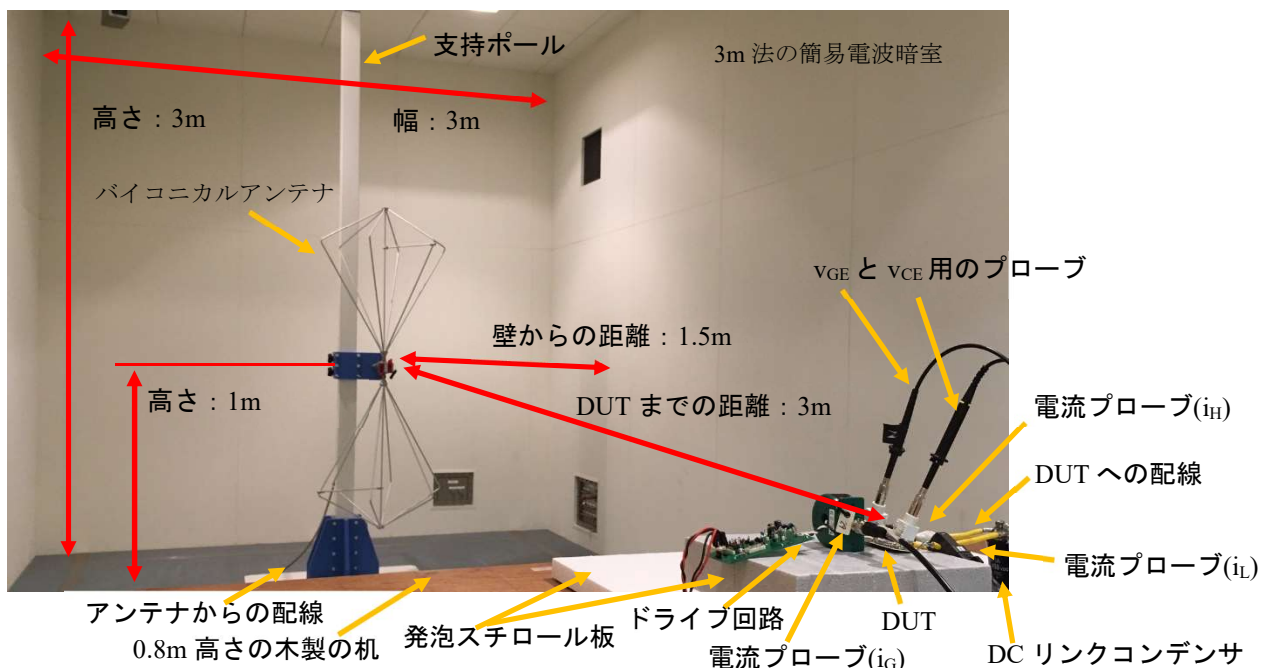 支持ポール
3m 法の簡易電波暗室
高さ：3m
幅：3m
バイコニカルアンテナ
vGE と vCE 用のプローブ
壁からの距離：1.5m
高さ：1m
DUT までの距離：3m
電流プローブ(iH)
DUT への配線
電流プローブ(iL)
アンテナからの配線
0.8m 高さの木製の机
発泡スチロール板
ドライブ回路
電流プローブ(iG)
DUT
DC リンクコンデンサ